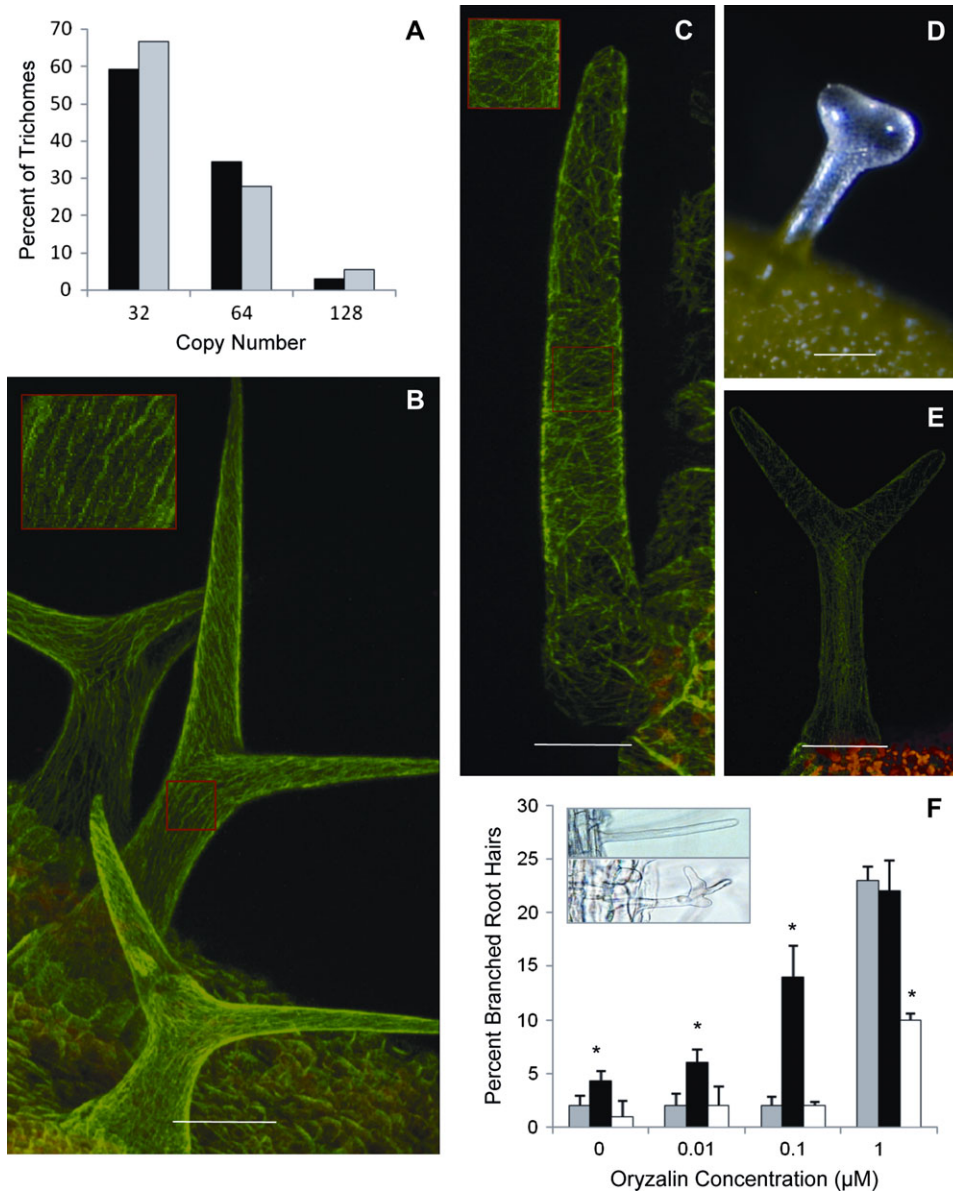 A
70
60
50
40
30
20
10
0
Percent of Trichomes
32 64 128
Copy Number
B
C
D
E
F
30
25
20
15
10
5
0
Percent Branched Root Hairs
* * * *
0 0.01 0.1 1
Oryzalin Concentration (μM)